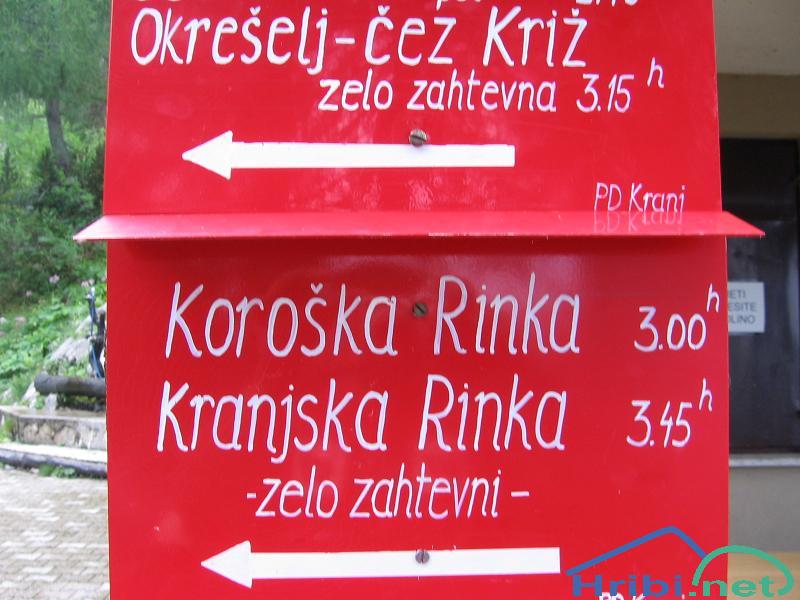 Okrešelj - čez Križ
zelo zahtevna 3.15 h
PD Kranj
Koroška Rinka 3.00 h
Kranjska Rinka 3.45 h
- zelo zahtevni -
Hribi.net